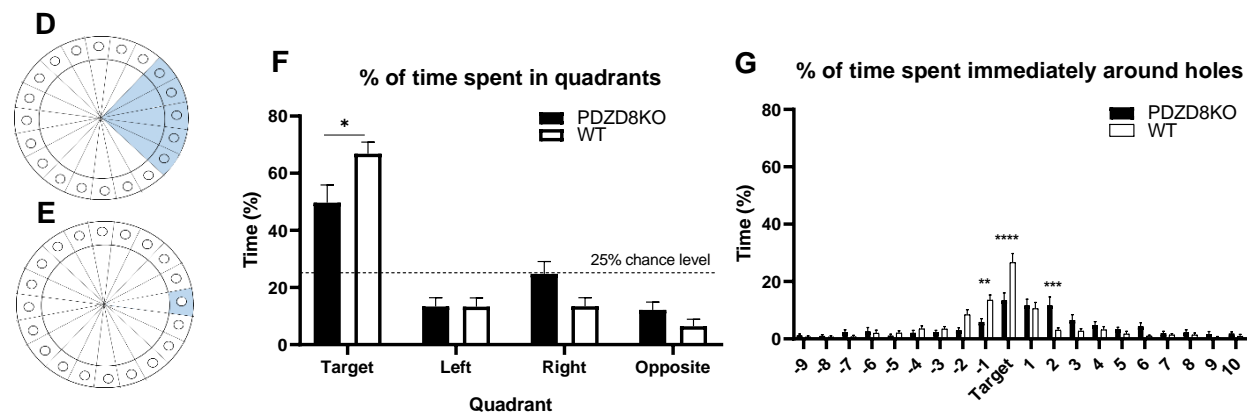 D
E
F
% of time spent in quadrants
PDZD8KO
WT
*
80
60
40
20
0
Time (%)
25% chance level
Target
Left
Right
Opposite
Quadrant
G
% of time spent immediately around holes
PDZD8KO
WT
80
60
40
20
0
Time (%)
**
****
***
-9
-8
-7
-6
-5
-4
-3
-2
-1
Target
1
2
3
4
5
6
7
8
9
10